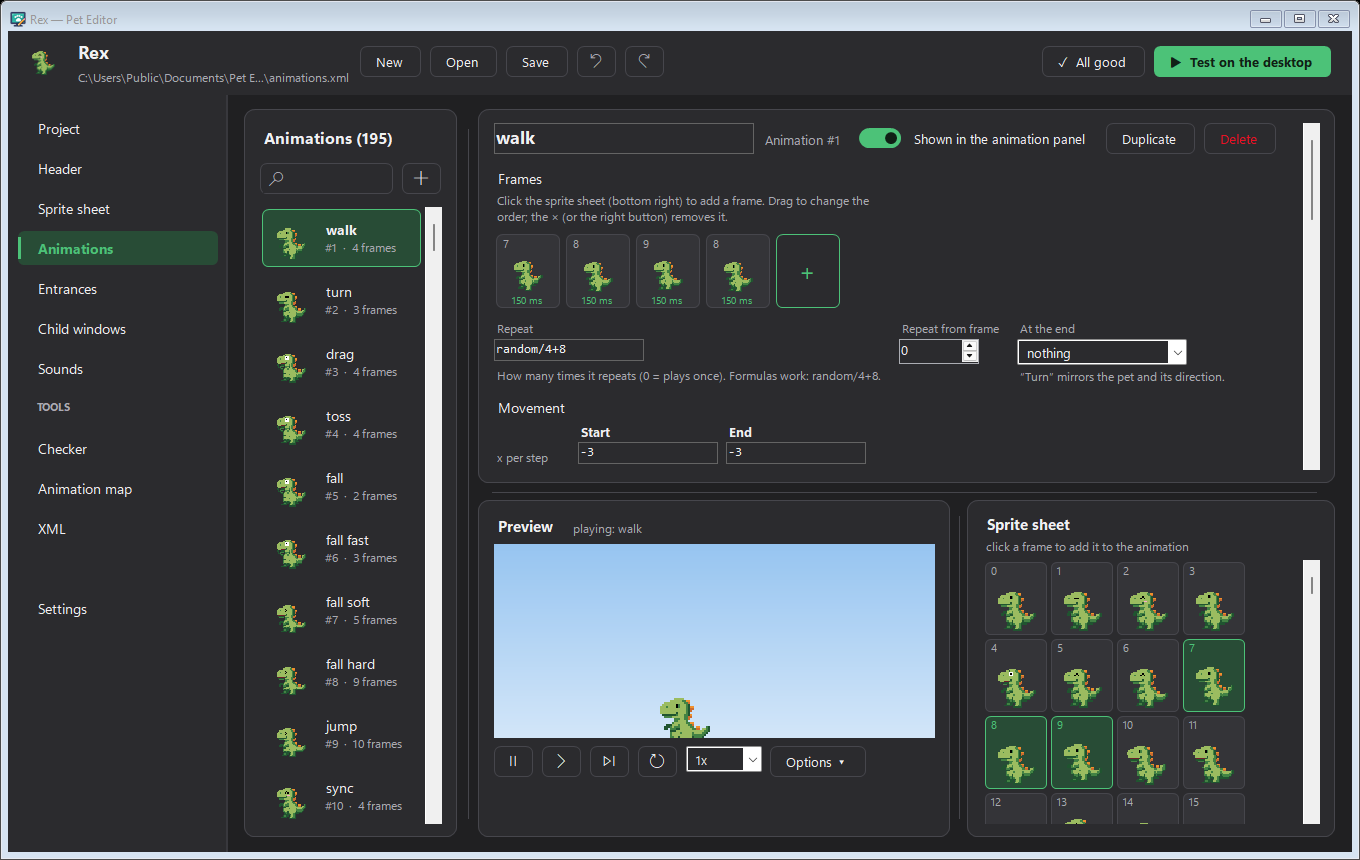 Rex — Pet Editor
Rex
C:\Users\Public\Documents\Pet E...\animations.xml
New
Open
Save
✓ All good
▶ Test on the desktop
Project
Header
Sprite sheet
Animations
Entrances
Child windows
Sounds
TOOLS
Checker
Animation map
XML
Settings
Animations (195)
+
walk
#1 · 4 frames
turn
#2 · 3 frames
drag
#3 · 4 frames
toss
#4 · 4 frames
fall
#5 · 2 frames
fall fast
#6 · 3 frames
fall soft
#7 · 5 frames
fall hard
#8 · 9 frames
jump
#9 · 10 frames
sync
#10 · 4 frames
walk
Animation #1
Shown in the animation panel
Duplicate
Delete
Frames
Click the sprite sheet (bottom right) to add a frame. Drag to change the
order; the × (or the right button) removes it.
7 8 9 8
+
150 ms 150 ms 150 ms 150 ms
Repeat
random/4+8
How many times it repeats (0 = plays once). Formulas work: random/4+8.
Repeat from frame
0
At the end
nothing
"Turn" mirrors the pet and its direction.
Movement
Start End
x per step -3 -3
Preview
playing: walk
1x
Options ▾
Sprite sheet
click a frame to add it to the animation
0 1 2 3
4 5 6 7
8 9 10 11
12 13 14 15